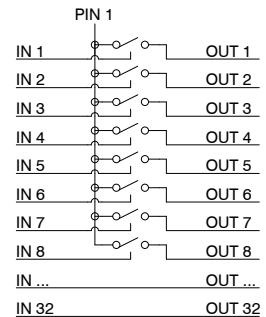 PIN 1
IN 1 OUT 1
IN 2 OUT 2
IN 3 OUT 3
IN 4 OUT 4
IN 5 OUT 5
IN 6 OUT 6
IN 7 OUT 7
IN 8 OUT 8
IN ... OUT ...
IN 32 OUT 32